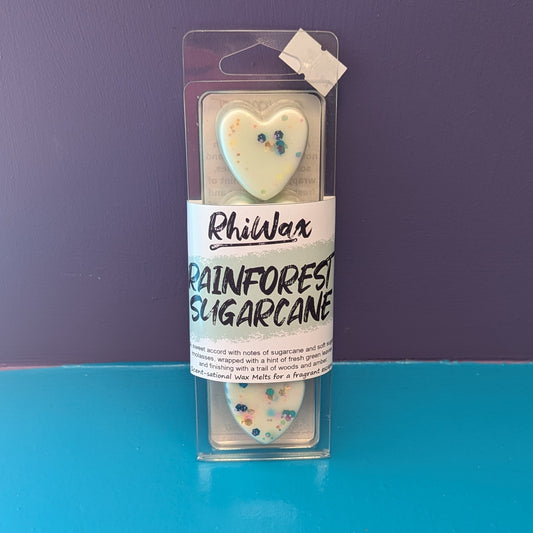 RhiWax
RAINFOREST
SUGARCANE
sweet accord with notes of sugarcane and soft
molasses, wrapped with a hint of fresh green leaves
and finishing with a trail of woods and amber.
Scent-sational Wax Melts for a fragrant